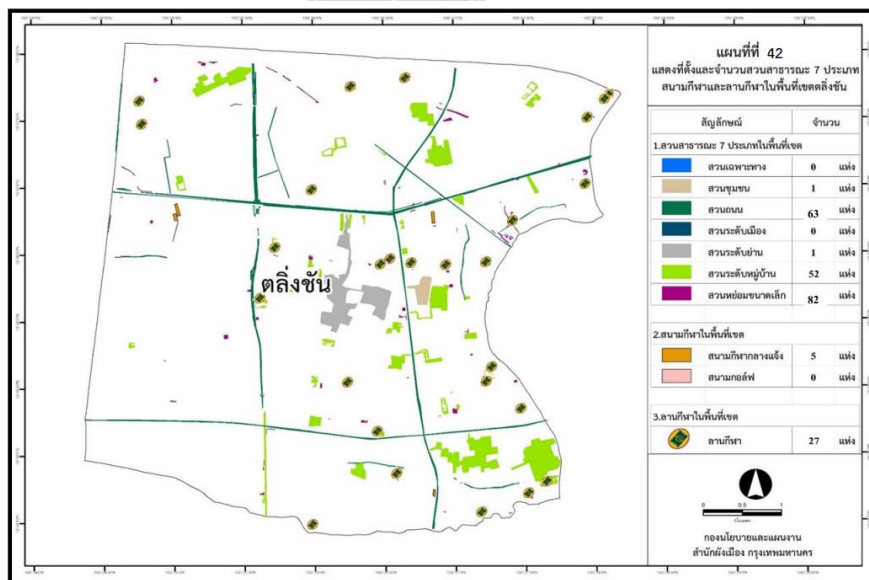 แผนที่ที่ 42
แสดงที่ตั้งและจำนวนสวนสาธารณะ 7 ประเภท
สนามกีฬาและลานกีฬาในพื้นที่เขตตลิ่งชัน
สัญลักษณ์ จำนวน
1.สวนสาธารณะ 7 ประเภทในพื้นที่เขต
สวนเฉพาะทาง 0 แห่ง
สวนชุมชน 1 แห่ง
สวนถนน 63 แห่ง
สวนระดับเมือง 0 แห่ง
สวนระดับย่าน 1 แห่ง
สวนระดับหมู่บ้าน 52 แห่ง
สวนหย่อมขนาดเล็ก 82 แห่ง
2.สนามกีฬาในพื้นที่เขต
สนามกีฬากลางแจ้ง 5 แห่ง
สนามกอล์ฟ 0 แห่ง
3.ลานกีฬาในพื้นที่เขต
ลานกีฬา 27 แห่ง
0 0.5 1
กิโลเมตร
กองนโยบายและแผนงาน
สำนักผังเมือง กรุงเทพมหานคร
ตลิ่งชัน